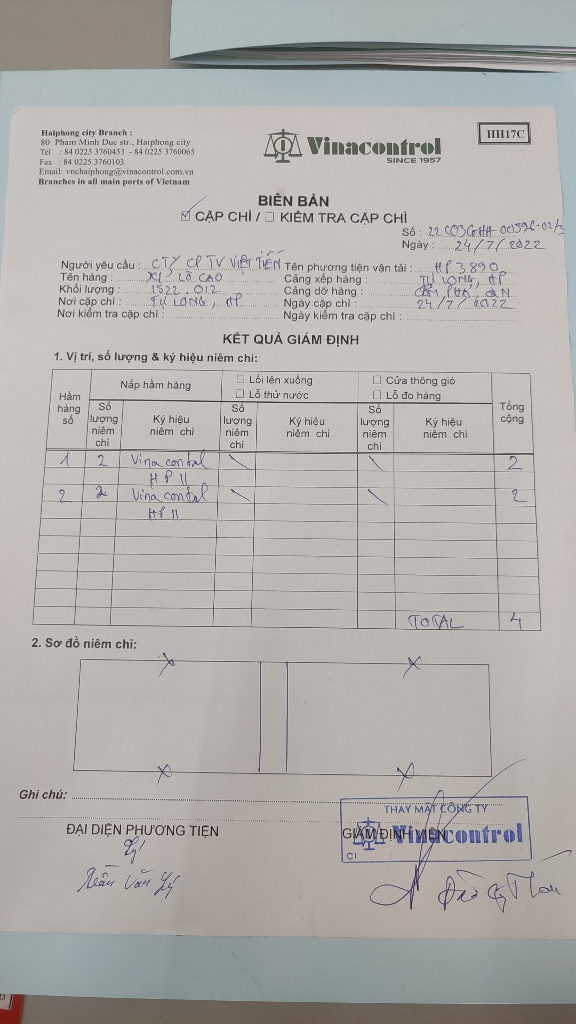 Haiphong city Branch :
80 Pham Minh Duc str., Haiphong city
Tel : 84 0225 3760453 - 84 0225 3760065
Fax : 84 0225 3760103
Email: vnchaiphong@vinacontrol.com.vn
Branches in all main ports of Vietnam
Vinacontrol
SINCE 1957
HH17C
BIÊN BẢN
☑ CẶP CHÌ / ☐ KIỂM TRA CẶP CHÌ
Số :
Ngày : 24/7/2022
Người yêu cầu : CTY CP TV VIỆT TIẾN Tên phương tiện vận tải : HP 3890
Tên hàng : XỈ LÒ CAO Cảng xếp hàng : TỰ LONG, HP
Khối lượng : 1522.012 Cảng dỡ hàng : CẨM PHẢ, QN
Nơi cặp chì : TỰ LONG, HP Ngày cặp chì : 24/7/2022
Nơi kiểm tra cặp chì : Ngày kiểm tra cặp chì :
KẾT QUẢ GIÁM ĐỊNH
1. Vị trí, số lượng & ký hiệu niêm chì:
Hầm hàng số
Nắp hầm hàng
☐ Lối lên xuống
☐ Lỗ thử nước
☐ Cửa thông gió
☐ Lỗ đo hàng
Tổng cộng
Số lượng niêm chì
Ký hiệu niêm chì
Số lượng niêm chì
Ký hiệu niêm chì
Số lượng niêm chì
Ký hiệu niêm chì
1 2 Vinacontrol \ \ 2
HP 11
2 2 Vinacontrol \ \ 2
HP 11
TOTAL 4
2. Sơ đồ niêm chì:
Ghi chú:
THAY MẶT CÔNG TY
ĐẠI DIỆN PHƯƠNG TIỆN
GIÁM ĐỊNH VIÊN
Vinacontrol
CI
Lý
Trần Văn Lý